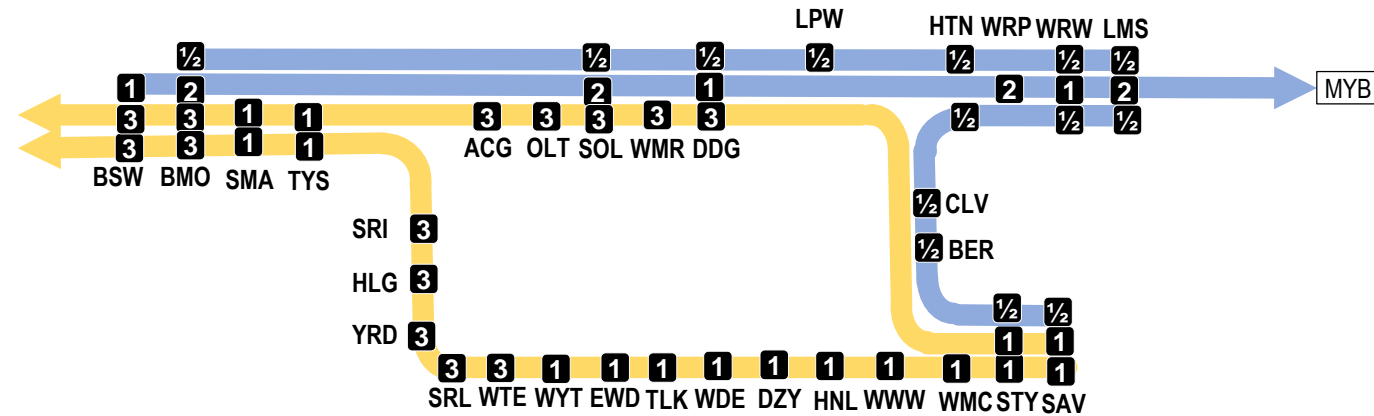 LPW HTN WRP WRW LMS
½ ½ ½ ½ ½ ½ ½
1 2 2 1 2 1 2 MYB
3 3 1 1 3 3 3 3 3 ½ ½ ½
3 3 1 1
BSW BMO SMA TYS ACG OLT SOL WMR DDG
½ CLV
SRI 3
½ BER
HLG 3
½ ½
YRD 3 1 1
3 3 1 1 1 1 1 1 1 1 1 1
SRL WTE WYT EWD TLK WDE DZY HNL WWW WMC STY SAV